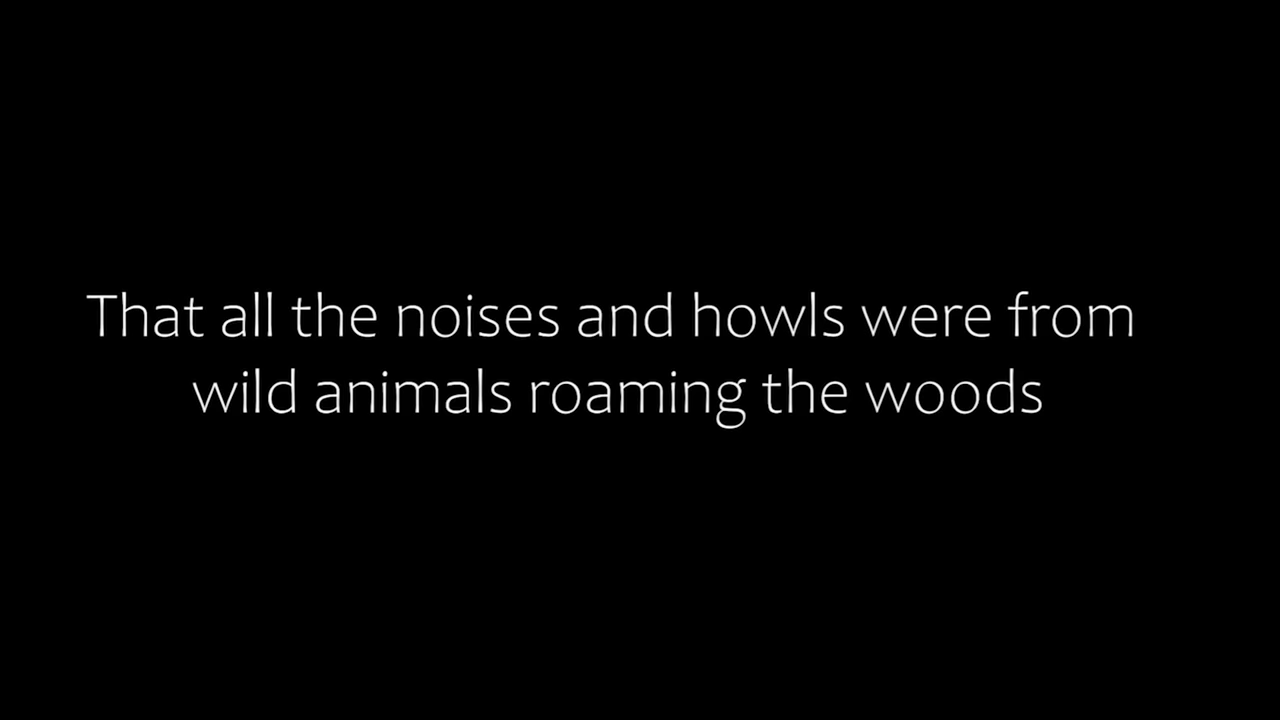 That all the noises and howls were from
wild animals roaming the woods